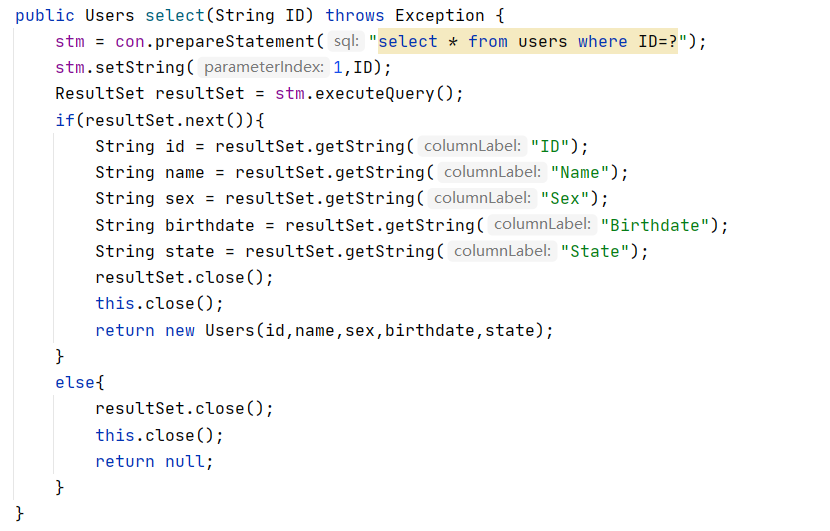 public Users select(String ID) throws Exception {
    stm = con.prepareStatement( sql: "select * from users where ID=?");
    stm.setString( parameterIndex: 1,ID);
    ResultSet resultSet = stm.executeQuery();
    if(resultSet.next()){
        String id = resultSet.getString( columnLabel: "ID");
        String name = resultSet.getString( columnLabel: "Name");
        String sex = resultSet.getString( columnLabel: "Sex");
        String birthdate = resultSet.getString( columnLabel: "Birthdate");
        String state = resultSet.getString( columnLabel: "State");
        resultSet.close();
        this.close();
        return new Users(id,name,sex,birthdate,state);
    }
    else{
        resultSet.close();
        this.close();
        return null;
    }
}